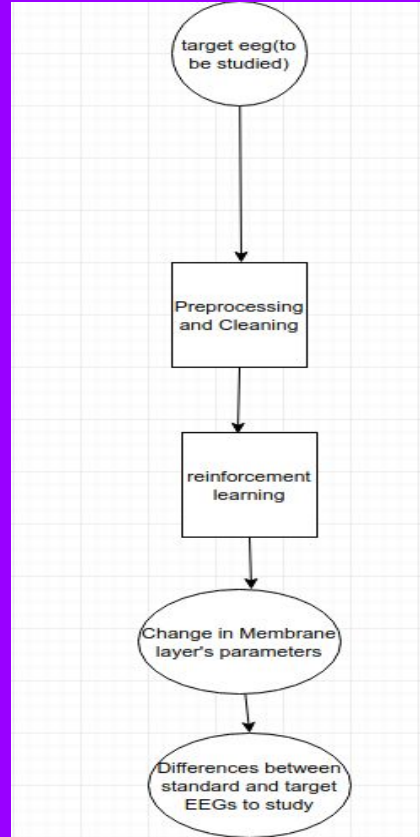 target eeg(to
be studied)
Preprocessing
and Cleaning
reinforcement
learning
Change in Membrane
layer's parameters
Differences between
standard and target
EEGs to study